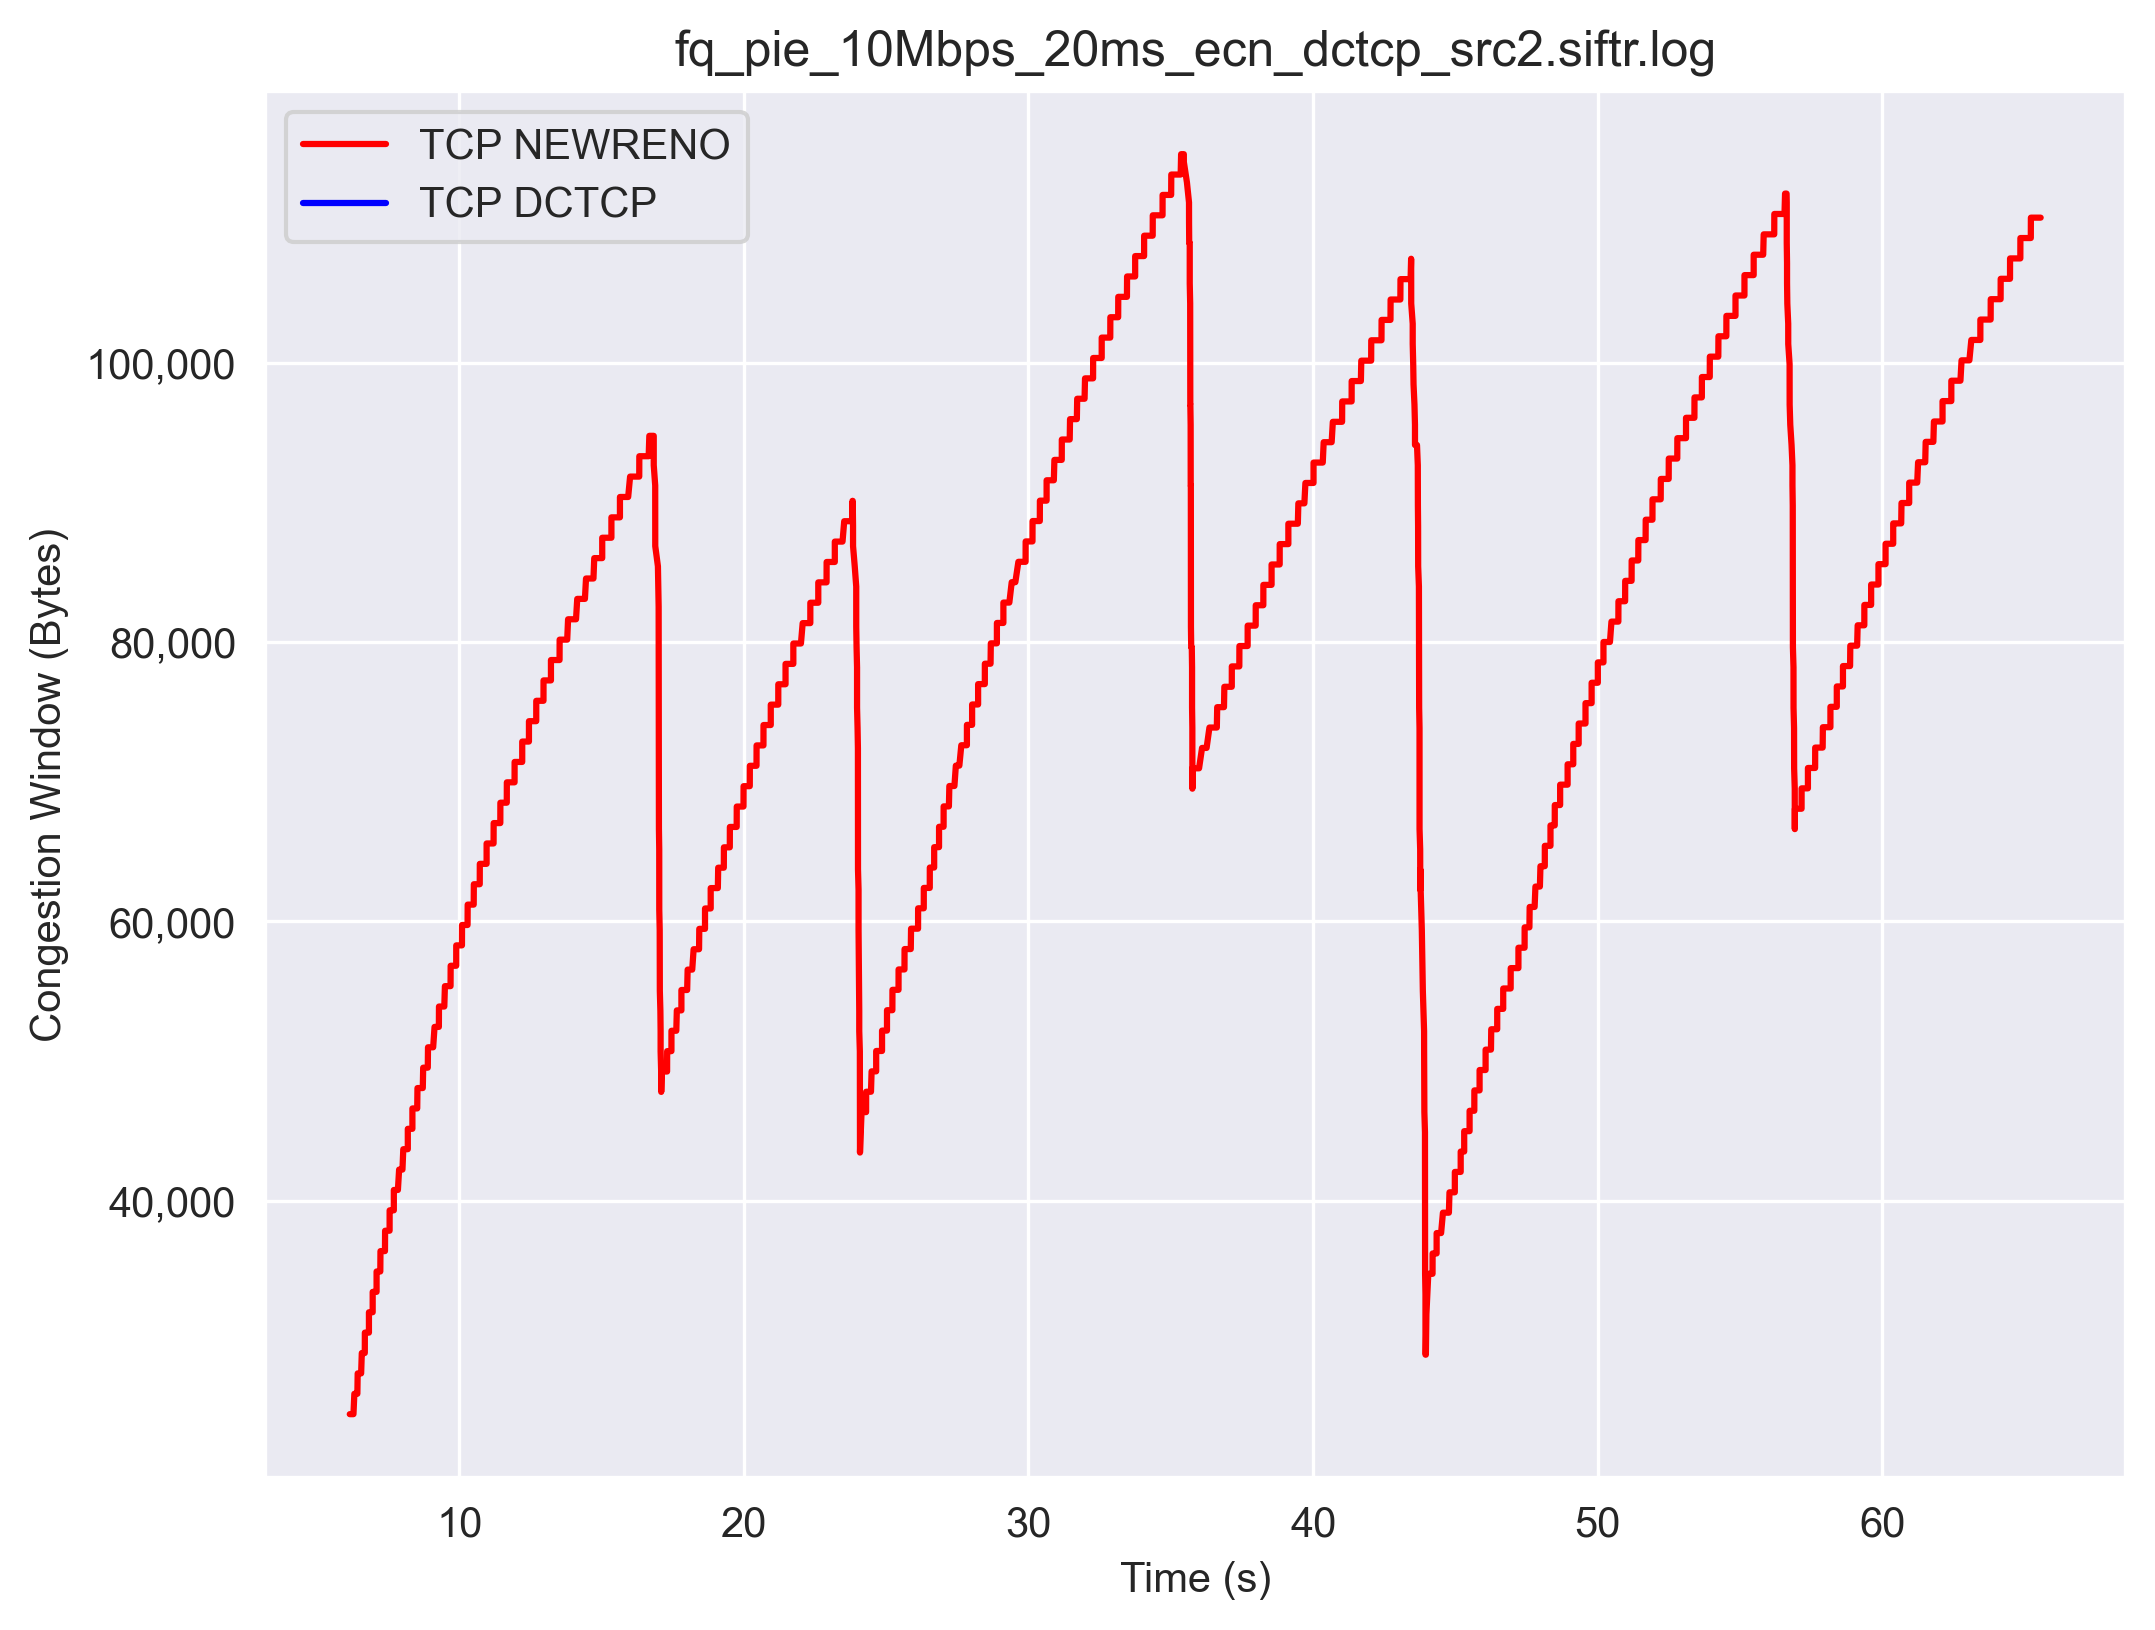 fq_pie_10Mbps_20ms_ecn_dctcp_src2.siftr.log
TCP NEWRENO
TCP DCTCP
Congestion Window (Bytes)
100,000
80,000
60,000
40,000
10 20 30 40 50 60
Time (s)